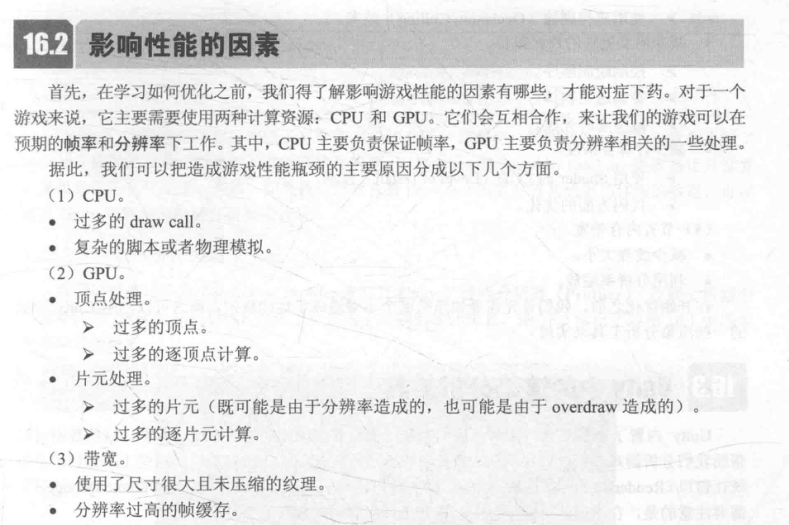 16.2 影响性能的因素
首先，在学习如何优化之前，我们得了解影响游戏性能的因素有哪些，才能对症下药。对于一个
游戏来说，它主要需要使用两种计算资源：CPU 和 GPU。它们会互相合作，来让我们的游戏可以在
预期的帧率和分辨率下工作。其中，CPU 主要负责保证帧率，GPU 主要负责分辨率相关的一些处理。
据此，我们可以把造成游戏性能瓶颈的主要原因分成以下几个方面。
（1）CPU。
• 过多的 draw call。
• 复杂的脚本或者物理模拟。
（2）GPU。
• 顶点处理。
➢ 过多的顶点。
➢ 过多的逐顶点计算。
• 片元处理。
➢ 过多的片元（既可能是由于分辨率造成的，也可能是由于 overdraw 造成的）。
➢ 过多的逐片元计算。
（3）带宽。
• 使用了尺寸很大且未压缩的纹理。
• 分辨率过高的帧缓存。